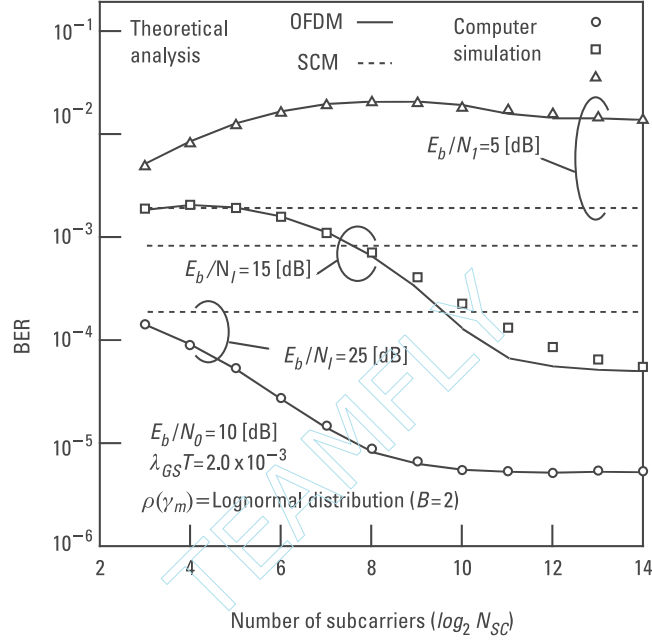 10⁻¹
Theoretical analysis
OFDM
SCM
Computer simulation
10⁻²
E_b/N_I=5 [dB]
10⁻³
E_b/N_I=15 [dB]
BER
10⁻⁴
E_b/N_I=25 [dB]
10⁻⁵
E_b/N_0=10 [dB]
λ_GS T=2.0 x 10⁻³
ρ(γ_m)=Lognormal distribution (B=2)
10⁻⁶
2 4 6 8 10 12 14
Number of subcarriers (log₂ N_SC)
TEAMFLY